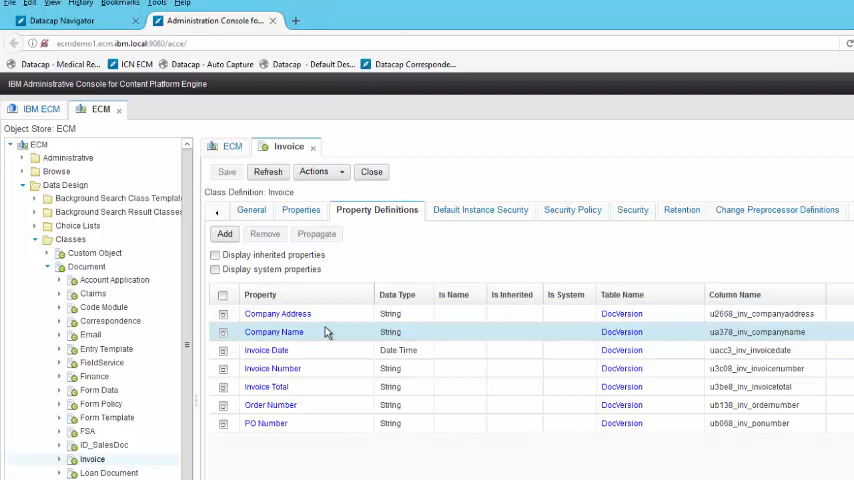 File View History Bookmarks Tools Help
Datacap Navigator × Administration Console fo... × +
ecmdemo1.ecm.ibm.local:9080/acce/
Datacap - Medical Re... ICN ECM Datacap - Auto Capture Datacap - Default Des... Datacap Corresponde...
IBM Administrative Console for Content Platform Engine
IBM ECM ECM ×
Object Store: ECM
ECM
Administrative
Browse
Data Design
Background Search Class Templat
Background Search Result Classes
Choice Lists
Classes
Custom Object
Document
Account Application
Claims
Code Module
Correspondence
Email
Entry Template
FieldService
Finance
Form Data
Form Policy
Form Template
FSA
ID_SalesDoc
Invoice
Loan Document
ECM Invoice ×
Save Refresh Actions Close
Class Definition: Invoice
General Properties Property Definitions Default Instance Security Security Policy Security Retention Change Preprocessor Definitions
Add Remove Propagate
Display inherited properties
Display system properties
Property Data Type Is Name Is Inherited Is System Table Name Column Name
Company Address String DocVersion u2668_inv_companyaddress
Company Name String DocVersion ua378_inv_companyname
Invoice Date Date Time DocVersion uacc3_inv_invoicedate
Invoice Number String DocVersion u3c08_inv_invoicenumber
Invoice Total String DocVersion u3be8_inv_invoicetotal
Order Number String DocVersion ub138_inv_ordernumber
PO Number String DocVersion ub068_inv_ponumber